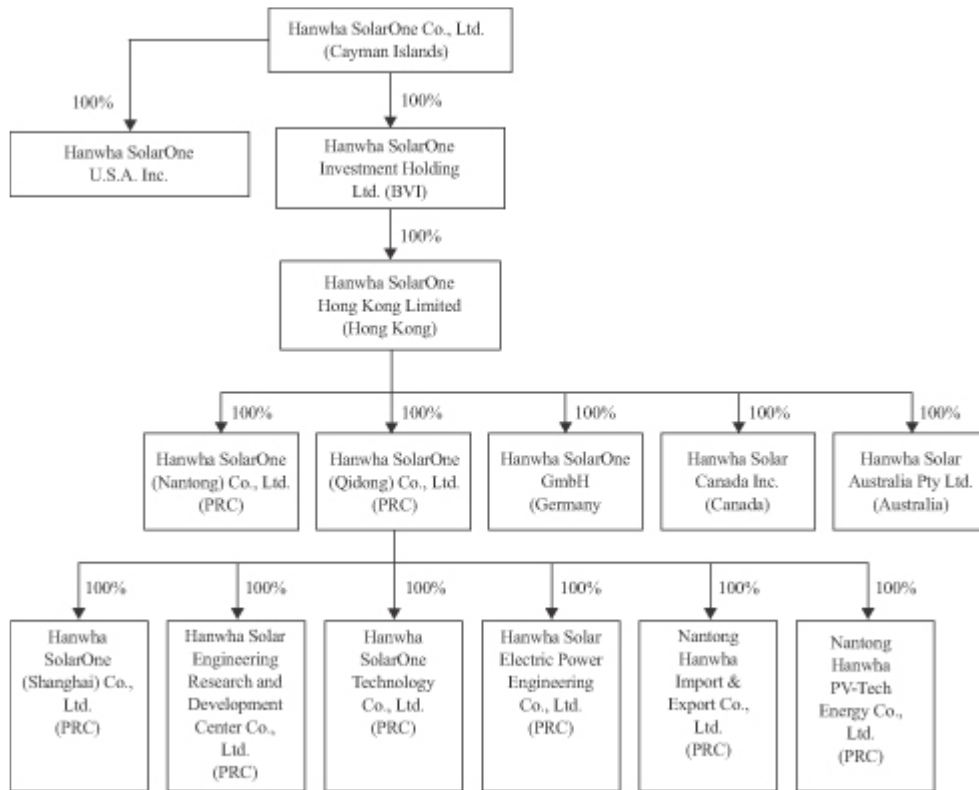 Hanwha SolarOne Co., Ltd.
(Cayman Islands)
100%
100%
Hanwha SolarOne
U.S.A. Inc.
Hanwha SolarOne
Investment Holding
Ltd. (BVI)
100%
Hanwha SolarOne
Hong Kong Limited
(Hong Kong)
100%
100%
100%
100%
100%
Hanwha SolarOne
(Nantong) Co., Ltd.
(PRC)
Hanwha SolarOne
(Qidong) Co., Ltd.
(PRC)
Hanwha SolarOne
GmbH
(Germany
Hanwha Solar
Canada Inc.
(Canada)
Hanwha Solar
Australia Pty Ltd.
(Australia)
100%
100%
100%
100%
100%
100%
Hanwha
SolarOne
(Shanghai) Co.,
Ltd.
(PRC)
Hanwha Solar
Engineering
Research and
Development
Center Co.,
Ltd.
(PRC)
Hanwha
SolarOne
Technology
Co., Ltd.
(PRC)
Hanwha Solar
Electric Power
Engineering
Co., Ltd.
(PRC)
Nantong
Hanwha
Import &
Export Co.,
Ltd.
(PRC)
Nantong
Hanwha
PV-Tech
Energy Co.,
Ltd.
(PRC)